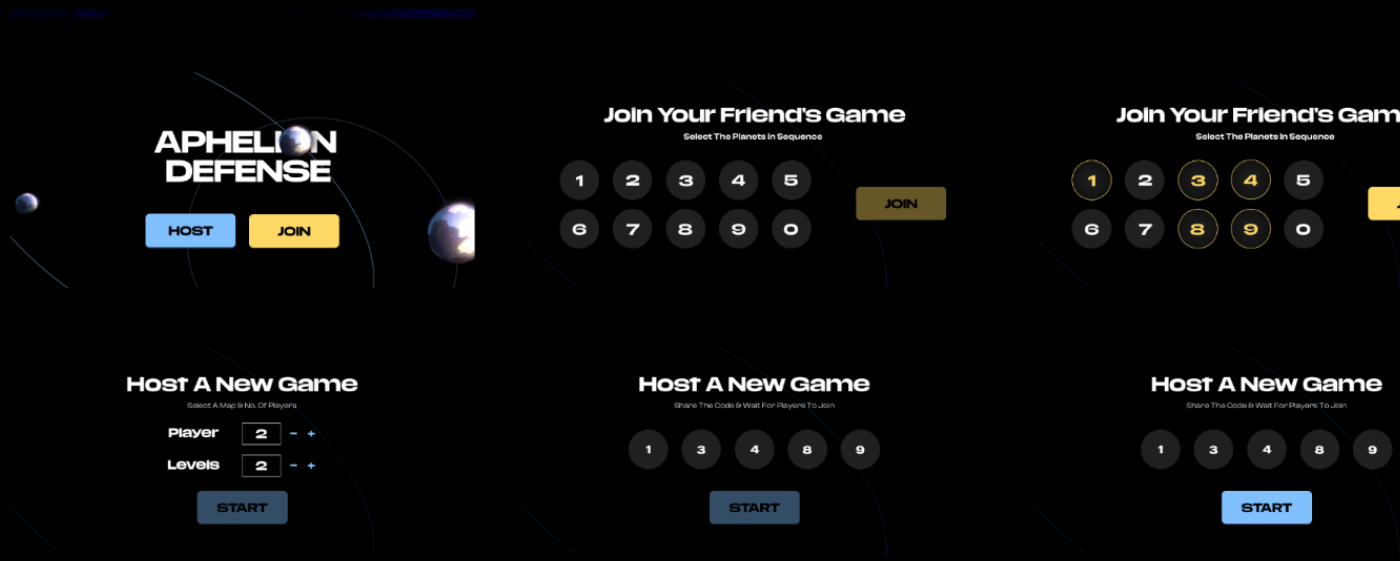 APHELION
DEFENSE
HOST JOIN
Join Your Friend's Game
Select The Planets In Sequence
1 2 3 4 5
6 7 8 9 0
JOIN
Join Your Friend's Gam
Select The Planets In Sequence
1 2 3 4 5
6 7 8 9 0
Host A New Game
Select A Map & No. Of Players
Player 2 - +
Levels 2 - +
START
Host A New Game
Share The Code & Wait For Players To Join
1 3 4 8 9
START
Host A New Game
Share The Code & Wait For Players To Join
1 3 4 8 9
START